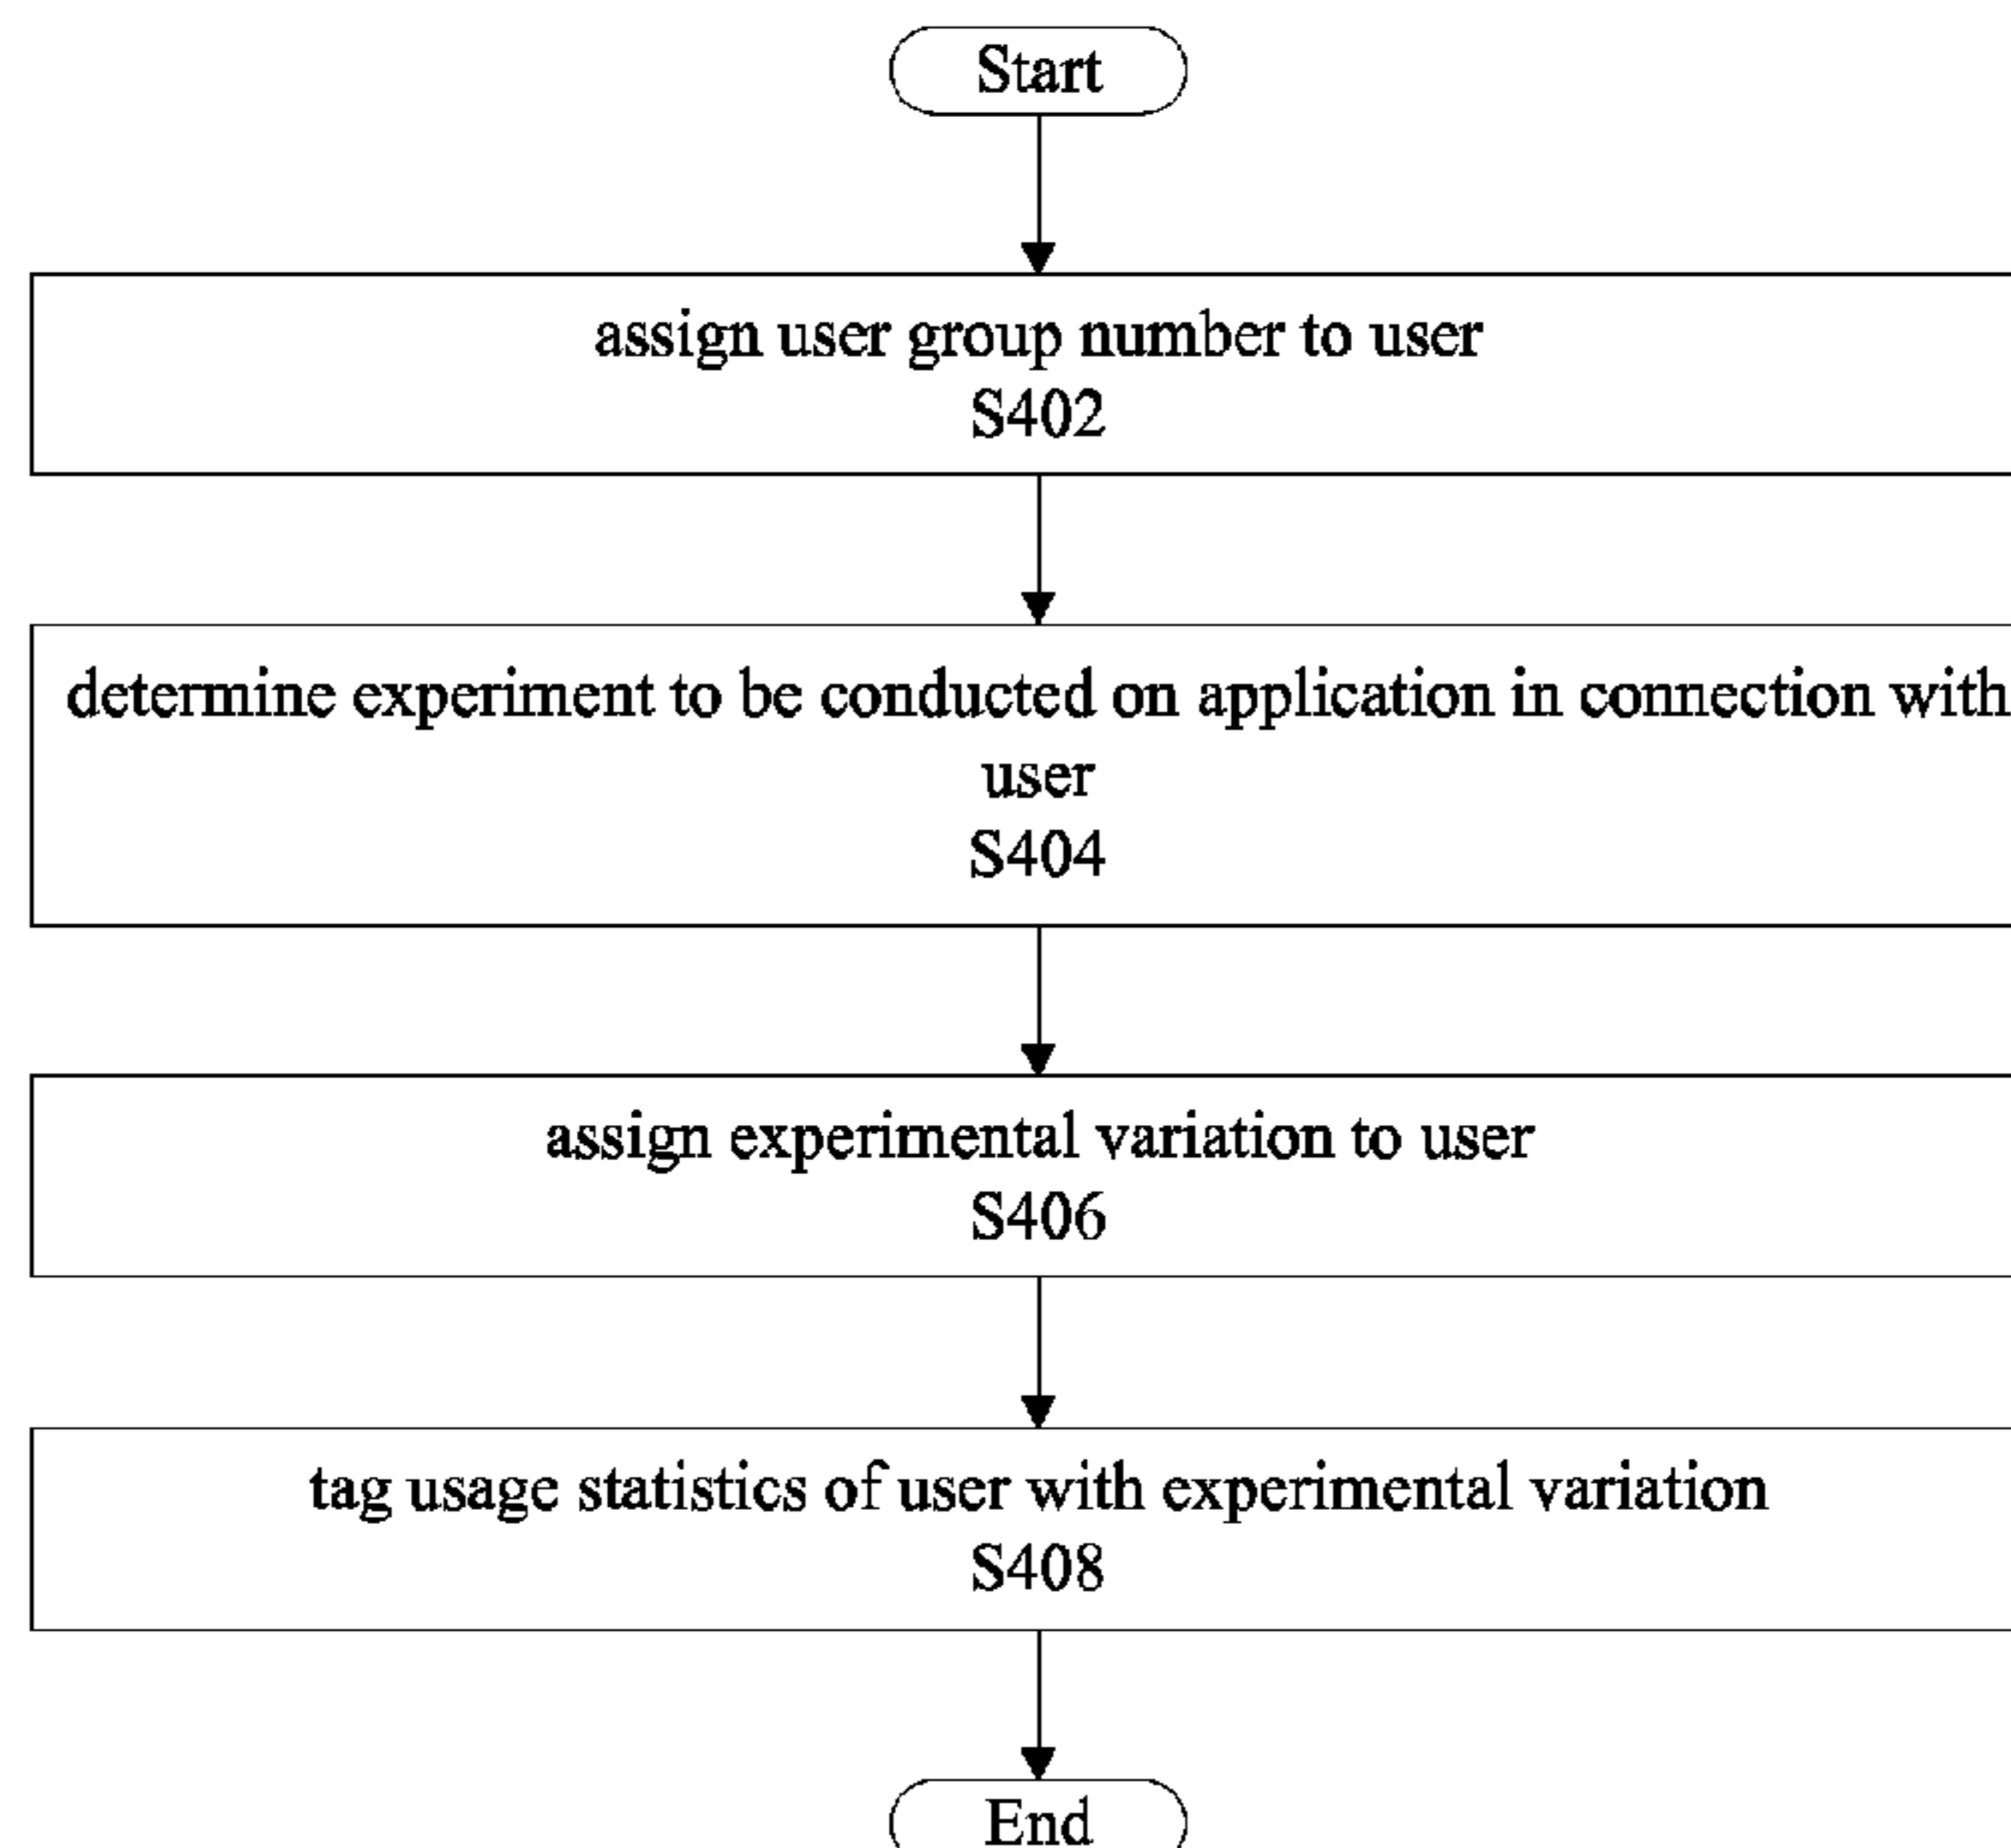 Start
assign user group number to user
S402
determine experiment to be conducted on application in connection with
user
S404
assign experimental variation to user
S406
tag usage statistics of user with experimental variation
S408
End